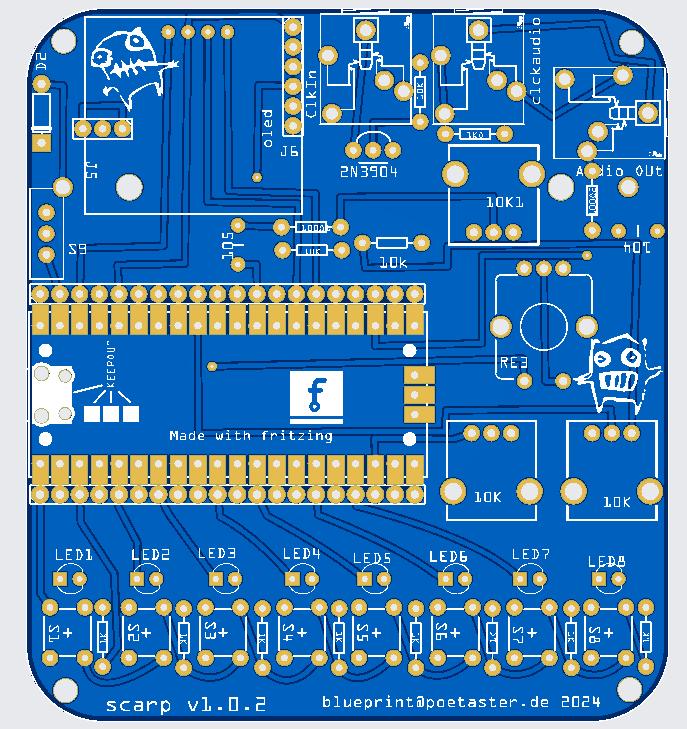 D2
ClkIn
clckaudio
oled
J6
J5
2N3904
1K0
10K1
Audio OUt
S9
105
10k
104
KEEPOUT
RE3
f
Made with fritzing
10K
10K
LED1 LED2 LED3 LED4 LED5 LED6 LED7 LED8
S1 S2 S3 S4 S5 S6 S7 S8
scarp v1.0.2
blueprint@poetaster.de 2024